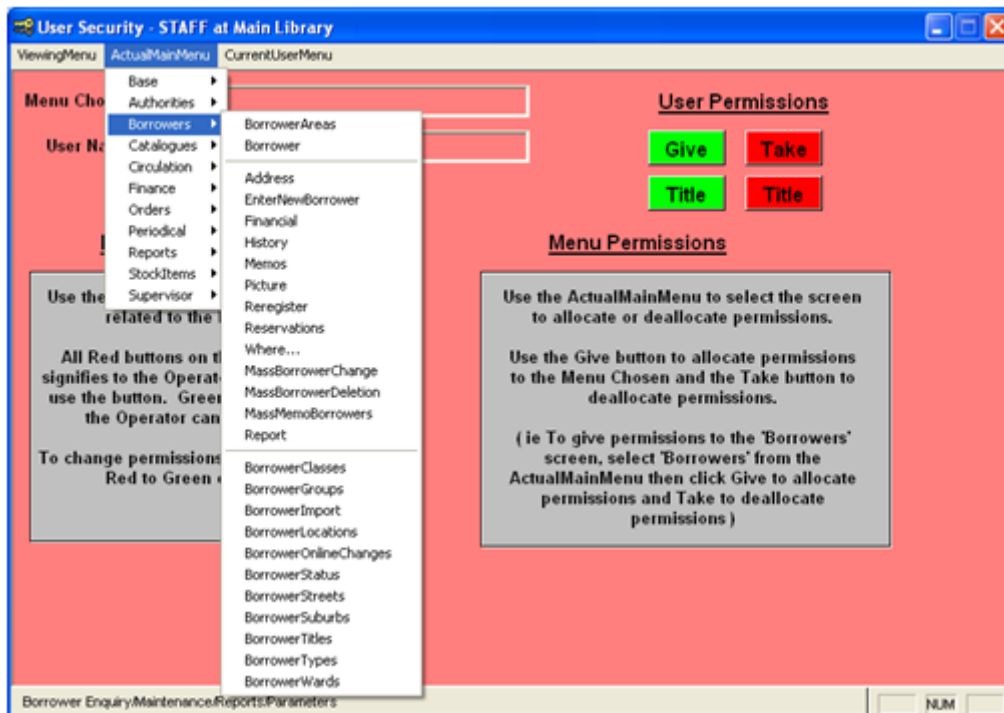 User Security - STAFF at Main Library
ViewingMenu ActualMainMenu CurrentUserMenu
Base
Authorities
Borrowers
Catalogues
Circulation
Finance
Orders
Periodical
Reports
StockItems
Supervisor
BorrowerAreas
Borrower
Address
EnterNewBorrower
Financial
History
Memos
Picture
Reregister
Reservations
Where...
MassBorrowerChange
MassBorrowerDeletion
MassMemoBorrowers
Report
BorrowerClasses
BorrowerGroups
BorrowerImport
BorrowerLocations
BorrowerOnlineChanges
BorrowerStatus
BorrowerStreets
BorrowerSuburbs
BorrowerTitles
BorrowerTypes
BorrowerWards
Menu
User
User Permissions
Give Take
Title Title
Use the
related to the
All Red buttons on
signifies to the
use the button.
the Operator can
To change permissions
Red to Green
Menu Permissions
Use the ActualMainMenu to select the screen
to allocate or deallocate permissions.
Use the Give button to allocate permissions
to the Menu Chosen and the Take button to
deallocate permissions.
( ie To give permissions to the 'Borrowers'
screen, select 'Borrowers' from the
ActualMainMenu then click Give to allocate
permissions and Take to deallocate
permissions )
Borrower Enquiry/Maintenance/Reports/Parameters
NUM